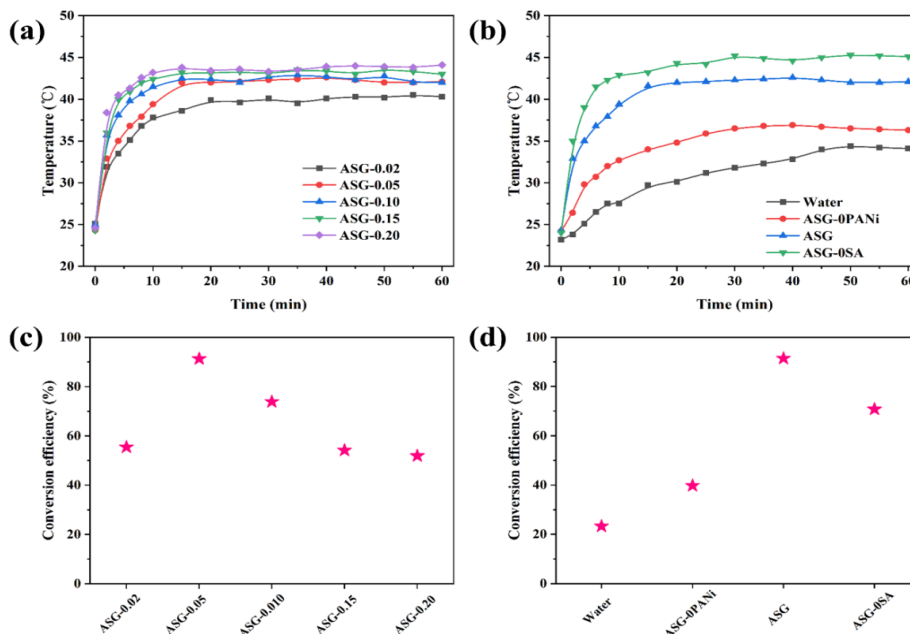 (a)
50
45
40
35
30
25
20
Temperature (℃)
ASG-0.02
ASG-0.05
ASG-0.10
ASG-0.15
ASG-0.20
0 10 20 30 40 50 60
Time (min)
(b)
50
45
40
35
30
25
20
Temperature (℃)
Water
ASG-0PANi
ASG
ASG-0SA
0 10 20 30 40 50 60
Time (min)
(c)
100
80
60
40
20
0
Conversion efficiency (%)
ASG-0.02
ASG-0.05
ASG-0.010
ASG-0.15
ASG-0.20
(d)
100
80
60
40
20
0
Conversion efficiency (%)
Water
ASG-0PANi
ASG
ASG-0SA